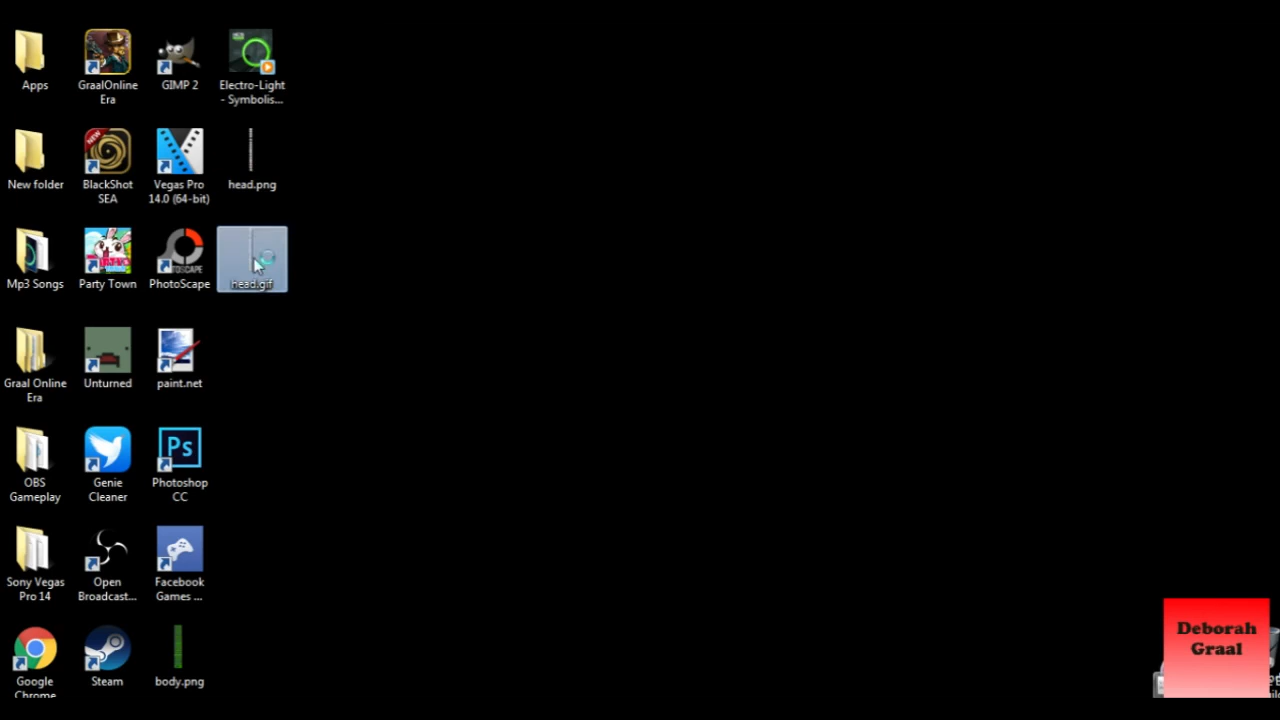 Apps
GraalOnline
Era
GIMP 2
Electro-Light
- Symbolis...
New folder
NEW
BlackShot
SEA
Vegas Pro
14.0 (64-bit)
head.png
Mp3 Songs
Party Town
PhotoScape
head.gif
Graal Online
Era
Unturned
paint.net
OBS
Gameplay
Genie
Cleaner
Ps
Photoshop
CC
Sony Vegas
Pro 14
Open
Broadcast...
Facebook
Games ...
Google
Chrome
Steam
body.png
Deborah
Graal